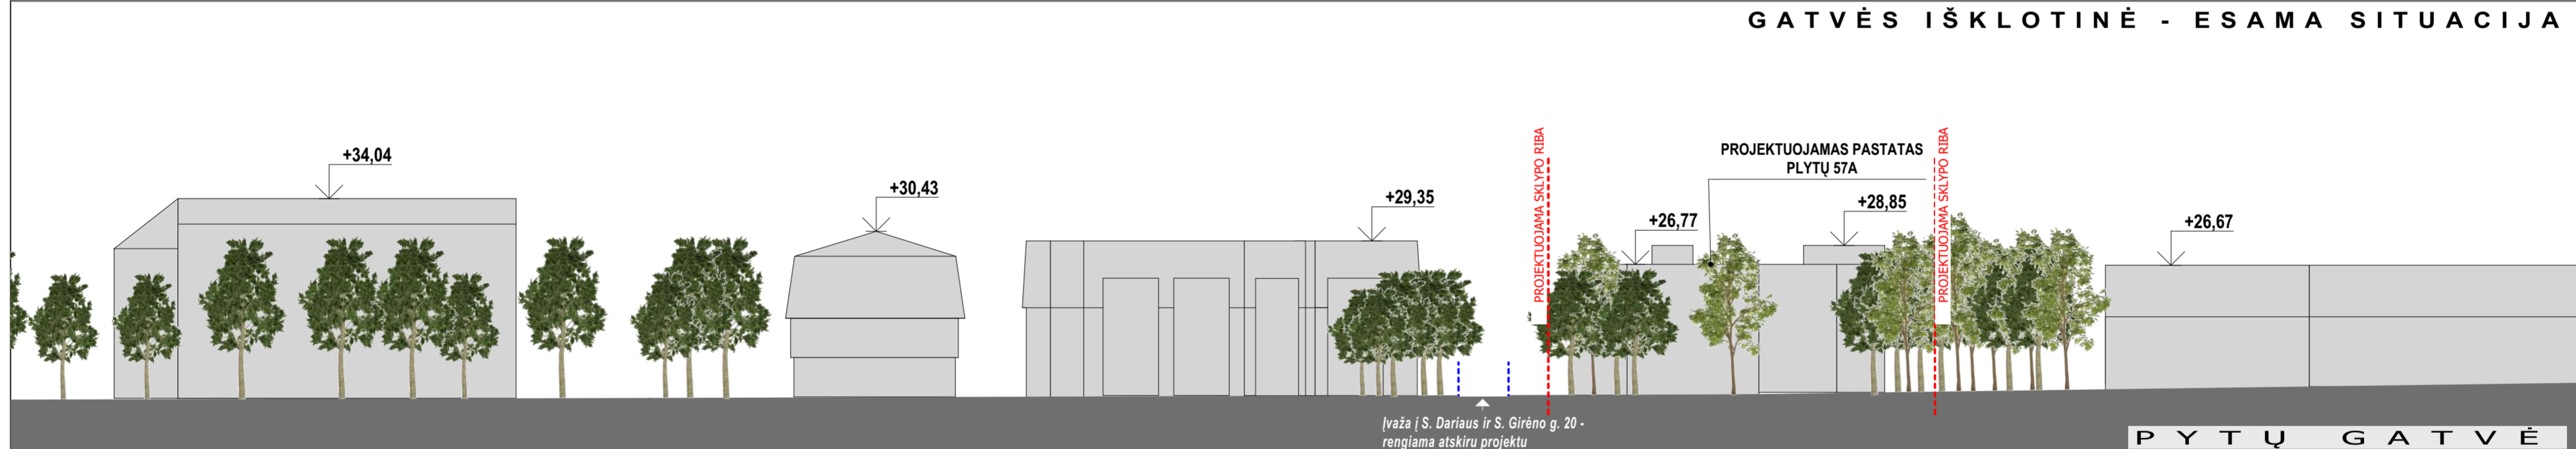 GATVĖS IŠKLOTINĖ - ESAMA SITUACIJA
+34,04
+30,43
+29,35
PROJEKTUOJAMA SKLYPO RIBA
+26,77
PROJEKTUOJAMAS PASTATAS
PLYTŲ 57A
+28,85
PROJEKTUOJAMA SKLYPO RIBA
+26,67
Įvaža į S. Dariaus ir S. Girėno g. 20 -
rengiama atskiru projektu
PYTŲ GATVĖ